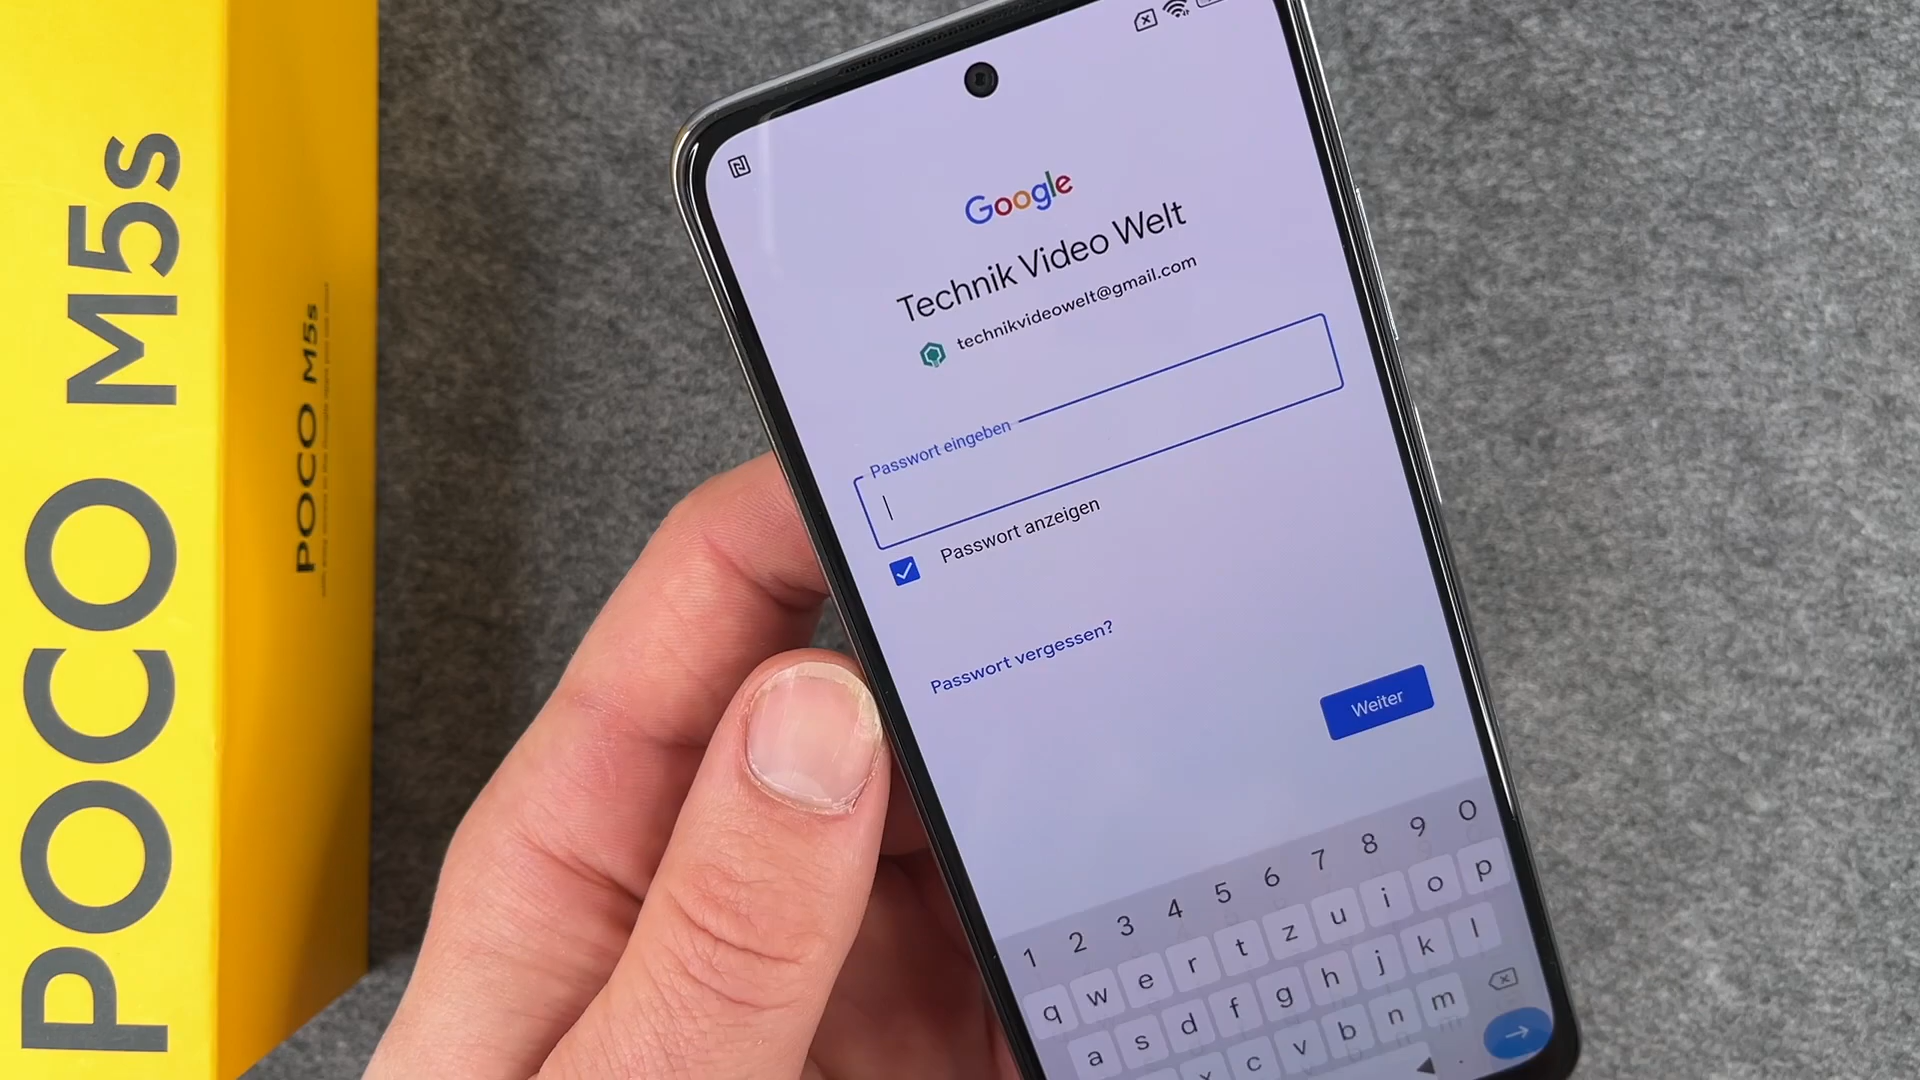 POCO M5s
POCO M5s
Google
Technik Video Welt
technikvideowelt@gmail.com
Passwort eingeben
Passwort anzeigen
Passwort vergessen?
Weiter
1 2 3 4 5 6 7 8 9 0
q w e r t z u i o p
a s d f g h j k l
c v b n m
.